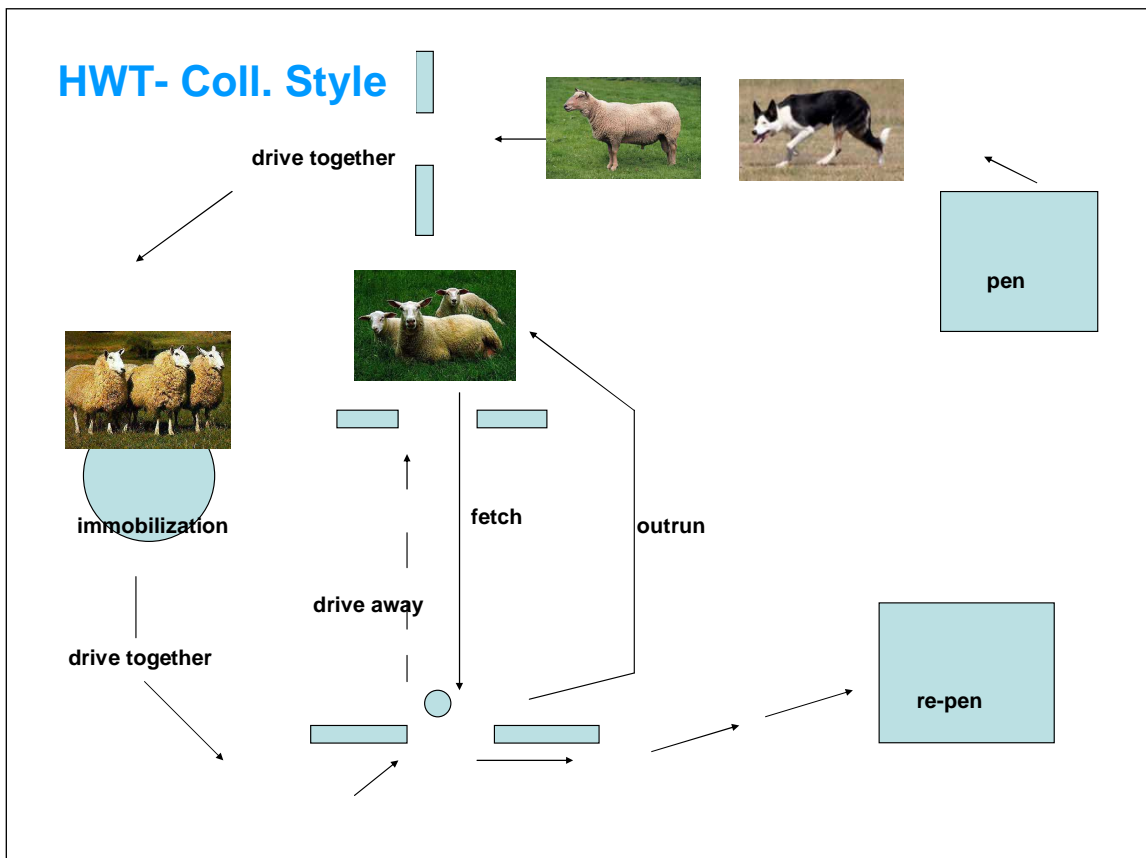 HWT- Coll. Style
drive together
pen
immobilization
fetch
outrun
drive away
drive together
re-pen